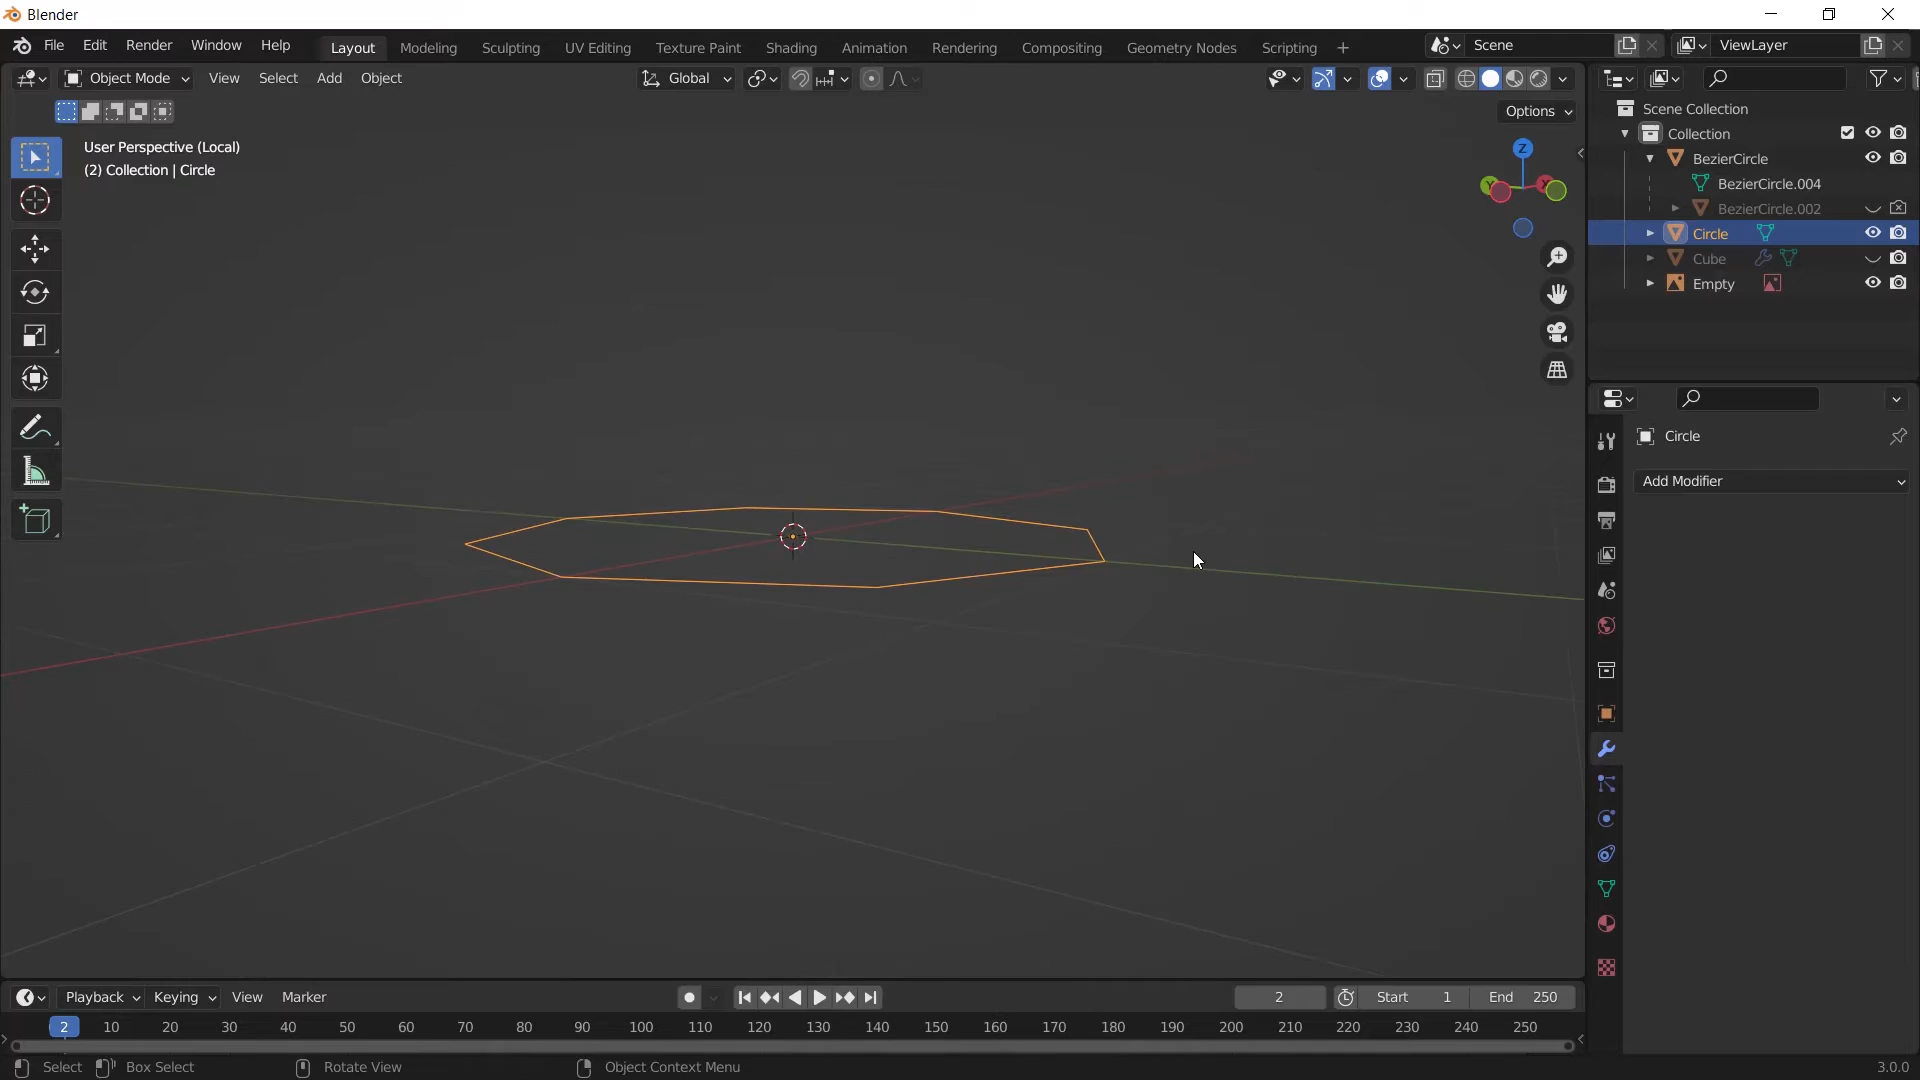 Blender
File Edit Render Window Help Layout Modeling Sculpting UV Editing Texture Paint Shading Animation Rendering Compositing Geometry Nodes Scripting + Scene ViewLayer
Object Mode View Select Add Object Global
Options
User Perspective (Local)
(2) Collection | Circle
Z
Y
X
Scene Collection
Collection
BezierCircle
BezierCircle.004
BezierCircle.002
Circle
Cube
Empty
Circle
Add Modifier
Playback Keying View Marker 2 Start 1 End 250
2 10 20 30 40 50 60 70 80 90 100 110 120 130 140 150 160 170 180 190 200 210 220 230 240 250
Select Box Select Rotate View Object Context Menu 3.0.0